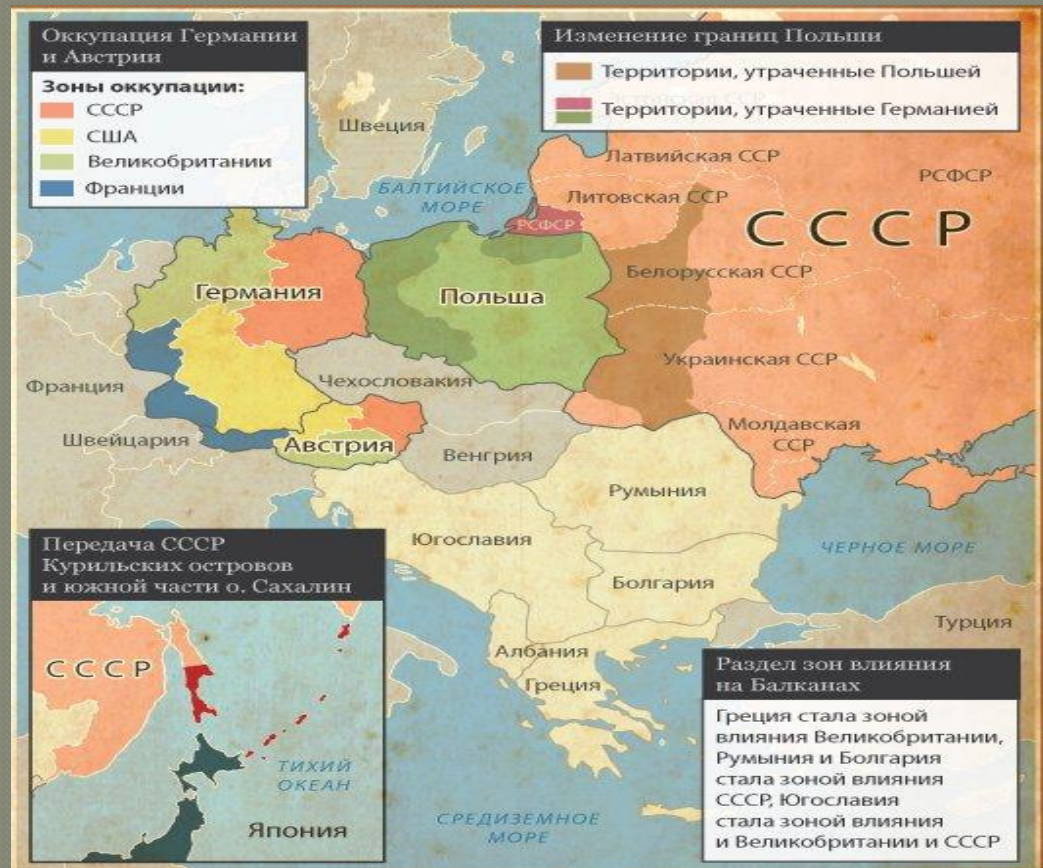 Оккупация Германии
и Австрии
Зоны оккупации:
СССР
США
Великобритании
Франции
Изменение границ Польши
Территории, утраченные Польшей
Территории, утраченные Германией
Швеция
БАЛТИЙСКОЕ
МОРЕ
Латвийская ССР
РСФСР
Литовская ССР
РСФСР
СССР
Белорусская ССР
Германия
Польша
Украинская ССР
Франция
Чехословакия
Молдавская
ССР
Швейцария
Австрия
Венгрия
Румыния
Югославия
ЧЕРНОЕ МОРЕ
Болгария
Турция
Албания
Греция
СРЕДИЗЕМНОЕ
МОРЕ
Передача СССР
Курильских островов
и южной части о. Сахалин
СССР
ТИХИЙ
ОКЕАН
Япония
Раздел зон влияния
на Балканах
Греция стала зоной
влияния Великобритании,
Румыния и Болгария
стала зоной влияния
СССР, Югославия
стала зоной влияния
и Великобритании и СССР